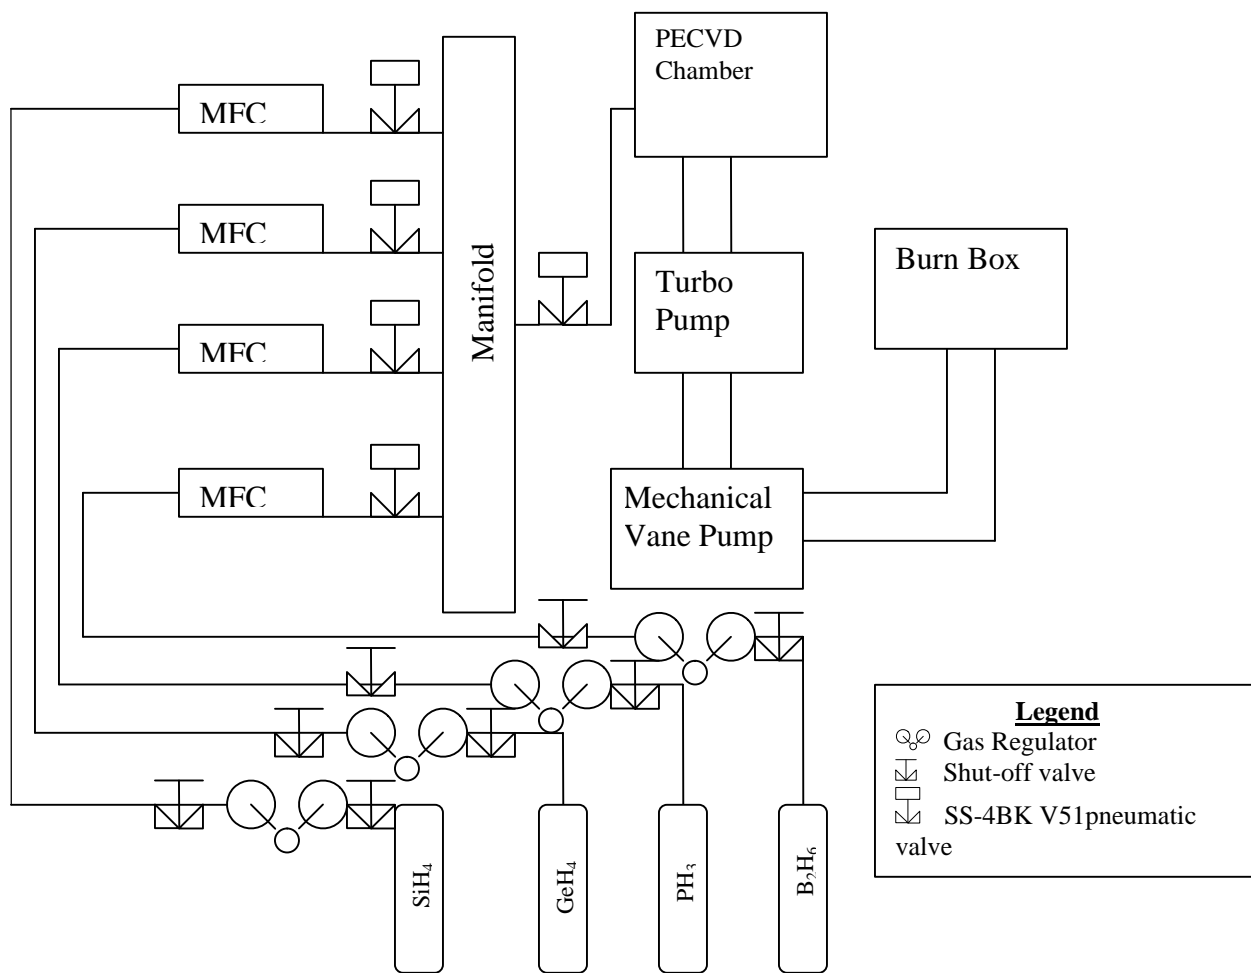 PECVD
Chamber
MFC
MFC
MFC
MFC
Manifold
Turbo
Pump
Burn Box
Mechanical
Vane Pump
SiH₄
GeH₄
PH₃
B₂H₆
Legend
Gas Regulator
Shut-off valve
SS-4BK V51pneumatic
valve